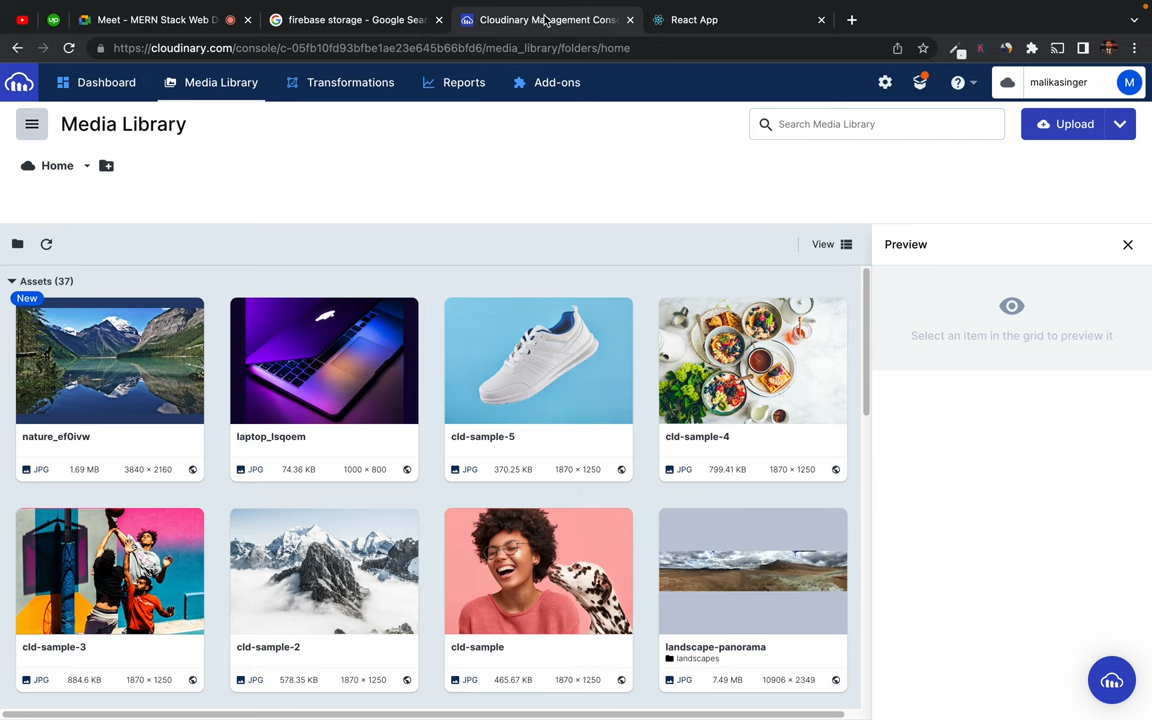 Meet - MERN Stack Web D
firebase storage - Google Sear
Cloudinary Management Conso
React App
https://cloudinary.com/console/c-05fb10fd93bfbe1ae23e645b66bfd6/media_library/folders/home
Dashboard
Media Library
Transformations
Reports
Add-ons
malikasinger
M
Media Library
Search Media Library
Upload
Home
View
Preview
Assets (37)
New
Select an item in the grid to preview it
nature_ef0ivw
JPG 1.69 MB 3840 × 2160
laptop_lsqoem
JPG 74.36 KB 1000 × 800
cld-sample-5
JPG 370.25 KB 1870 × 1250
cld-sample-4
JPG 799.41 KB 1870 × 1250
cld-sample-3
JPG 884.6 KB 1870 × 1250
cld-sample-2
JPG 578.35 KB 1870 × 1250
cld-sample
JPG 465.67 KB 1870 × 1250
landscape-panorama
landscapes
JPG 7.49 MB 10906 × 2349